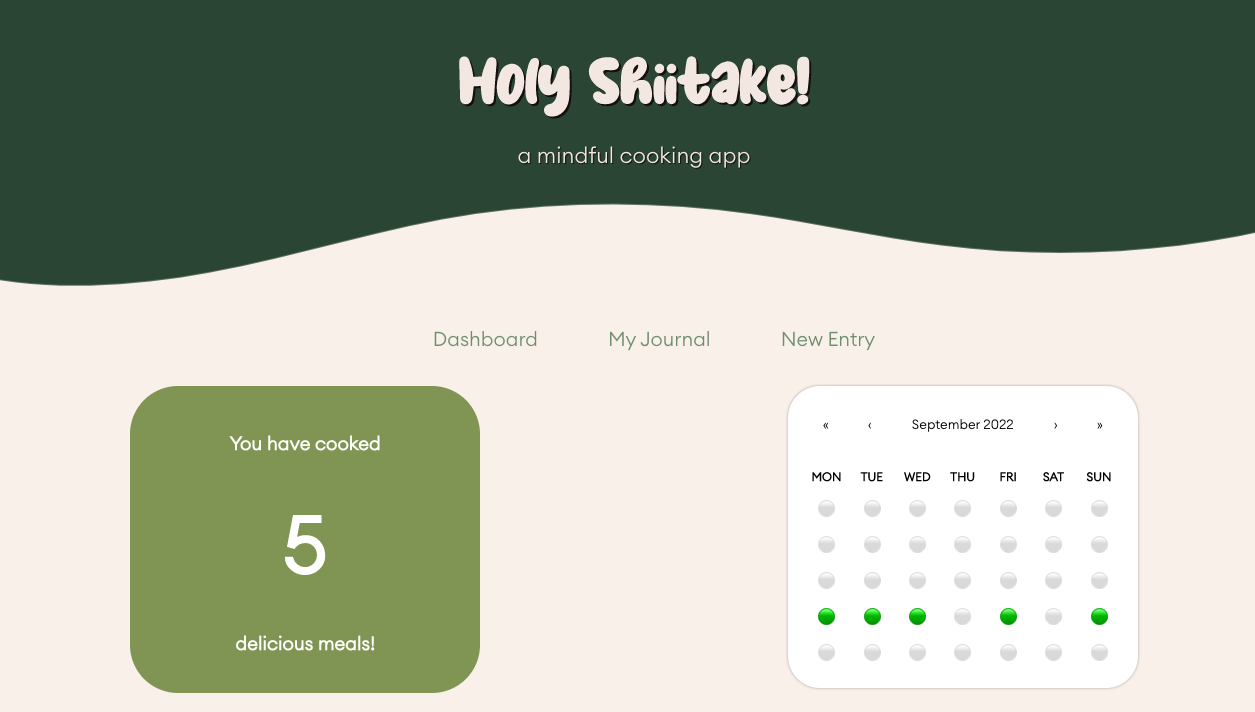 Holy Shiitake!
a mindful cooking app
Dashboard My Journal New Entry
You have cooked
5
delicious meals!
« ‹ September 2022 › »
MON TUE WED THU FRI SAT SUN